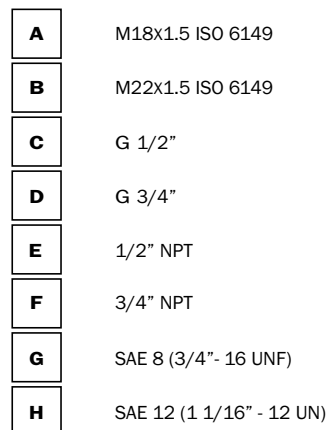 A M18X1.5 ISO 6149
B M22X1.5 ISO 6149
C G 1/2”
D G 3/4”
E 1/2” NPT
F 3/4” NPT
G SAE 8 (3/4”- 16 UNF)
H SAE 12 (1 1/16” - 12 UN)